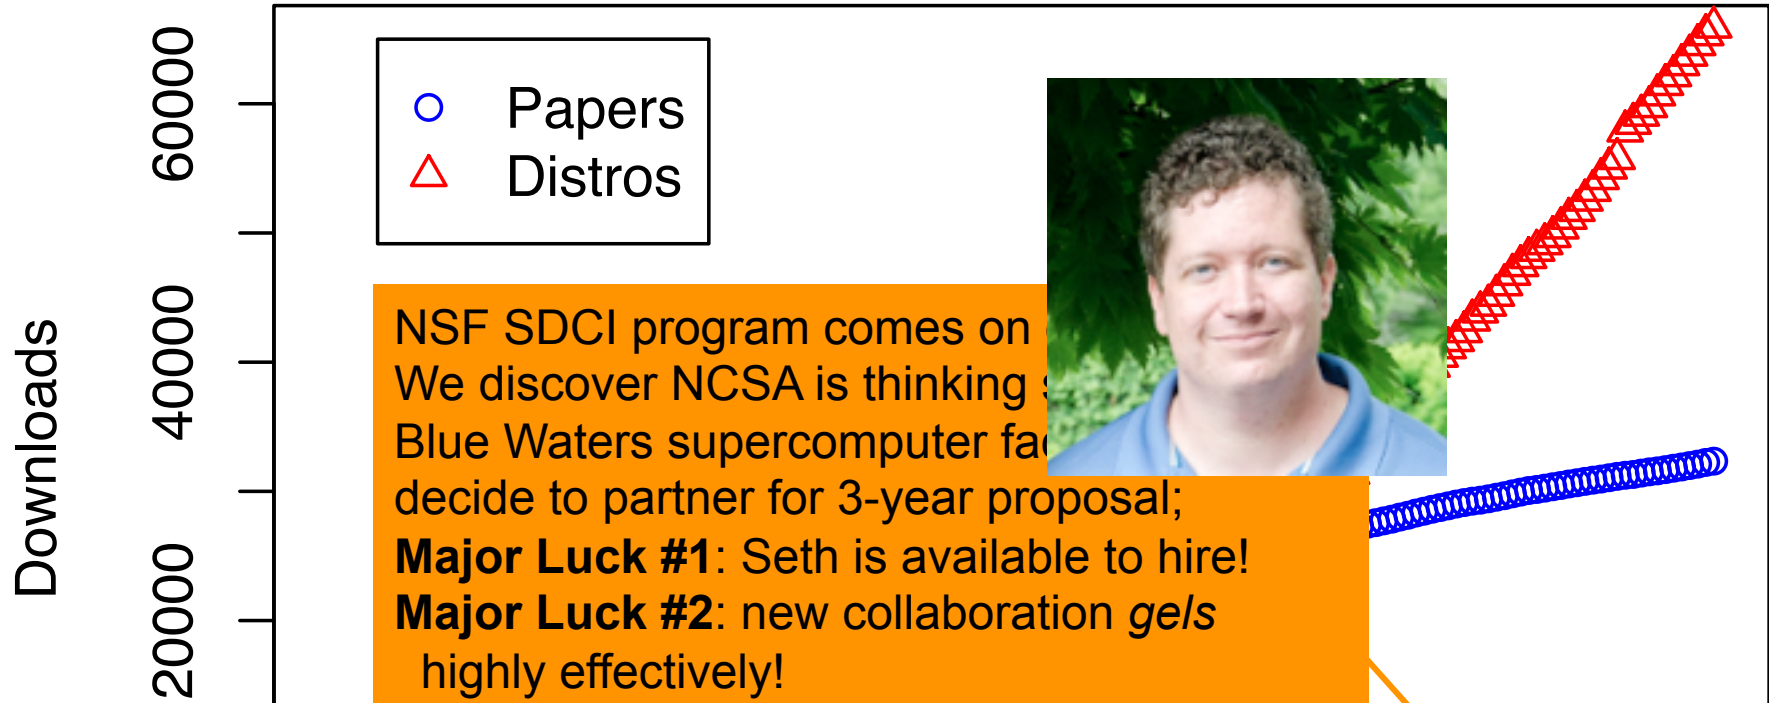 60000
40000
20000
Downloads
Papers
Distros
NSF SDCI program comes on
We discover NCSA is thinking
Blue Waters supercomputer
decide to partner for 3-year proposal;
Major Luck #1: Seth is available to hire!
Major Luck #2: new collaboration gels
highly effectively!